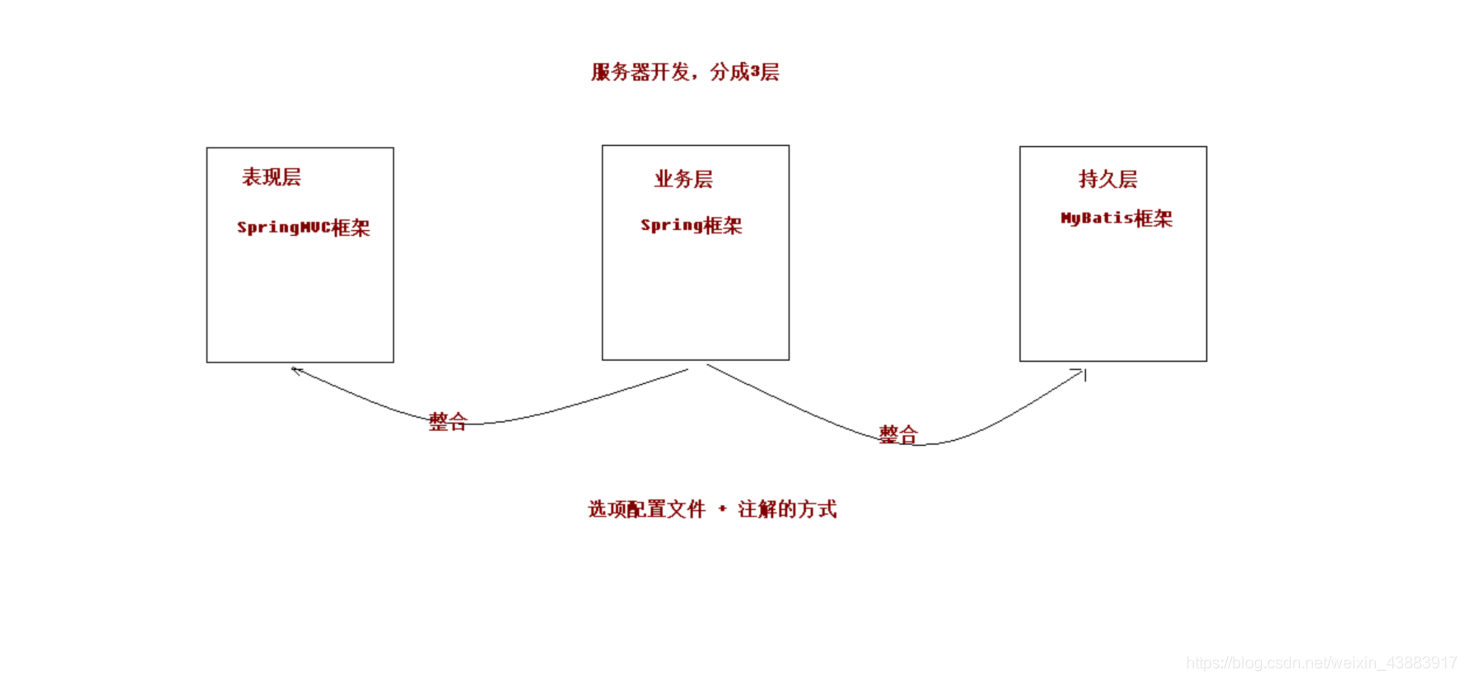 服务器开发，分成3层
表现层
SpringMVC框架
业务层
Spring框架
持久层
MyBatis框架
整合
整合
选项配置文件 + 注解的方式
https://blog.csdn.net/weixin_43883917